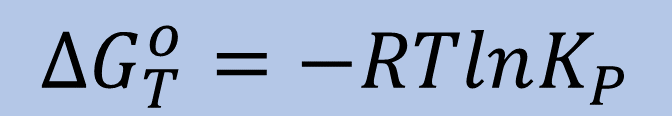 ΔG_T^o = −RTlnK_P